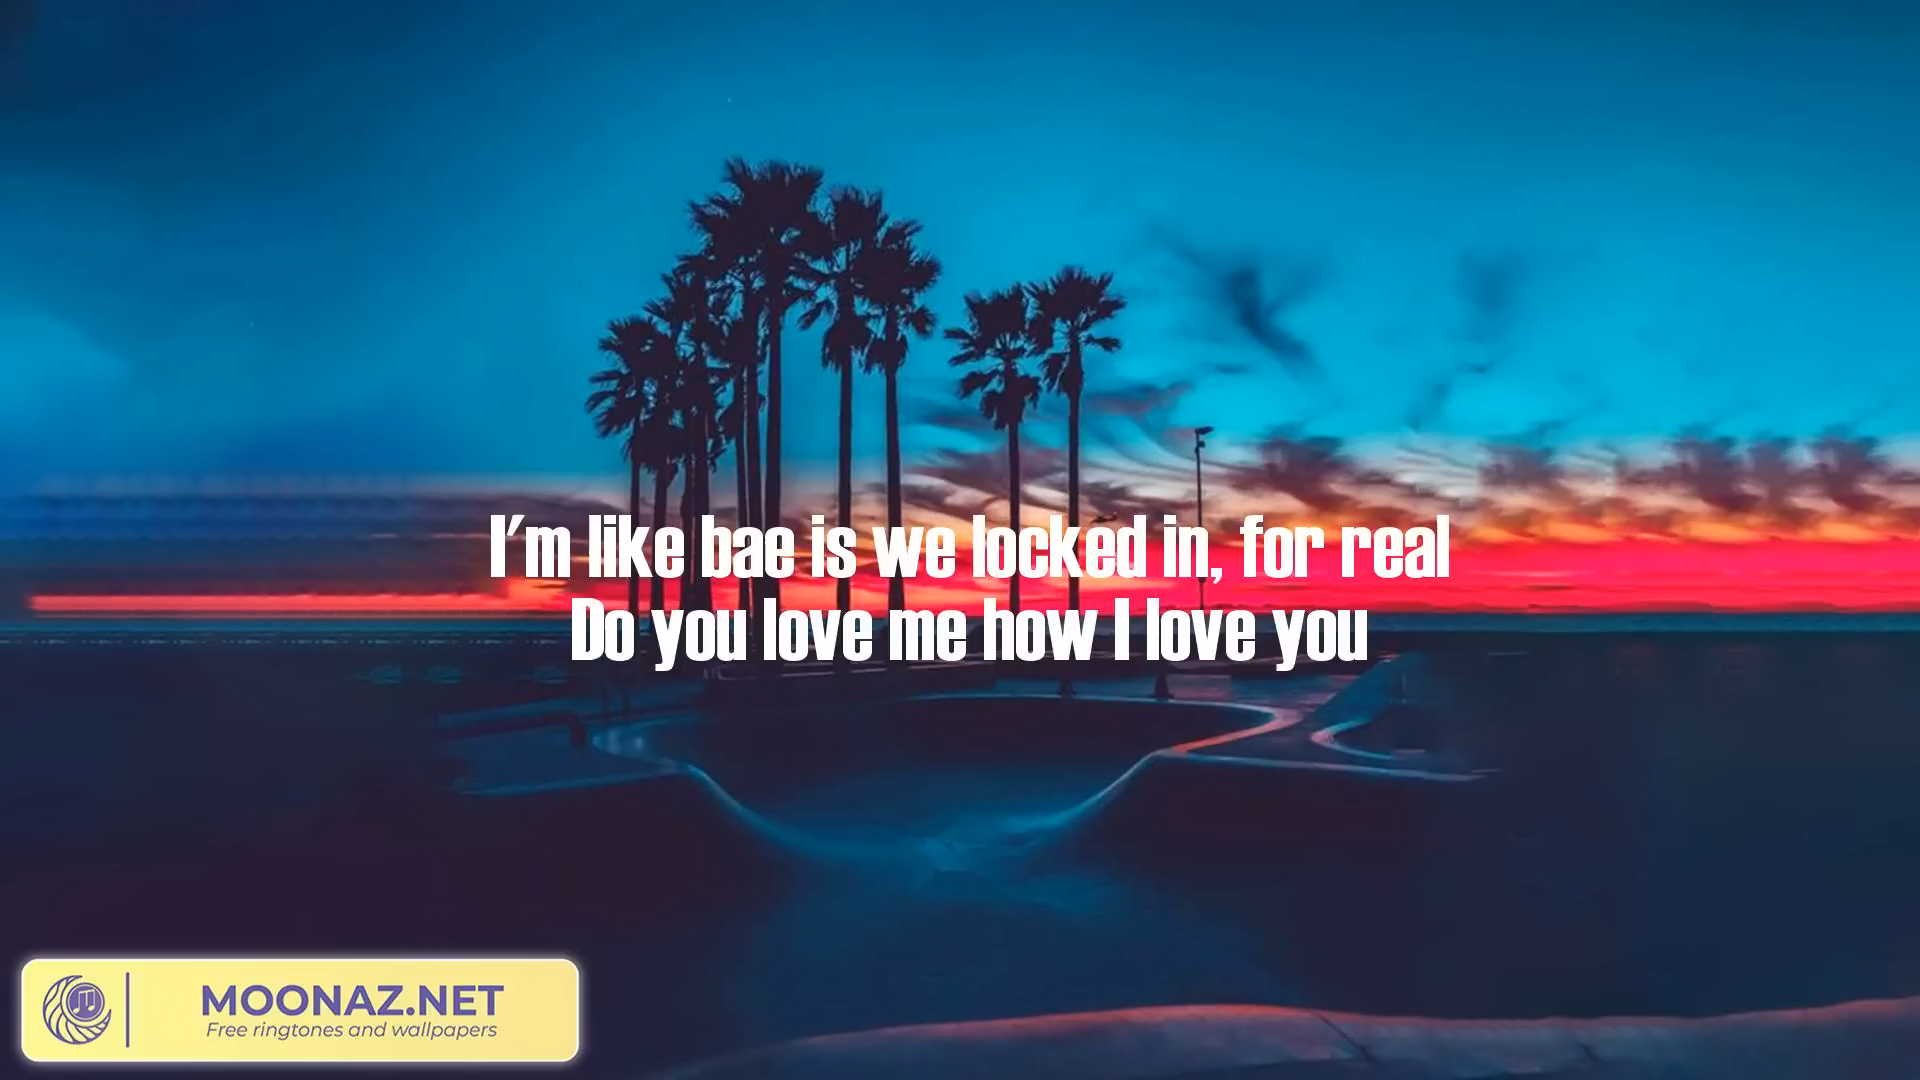 I'm like bae is we locked in, for real
Do you love me how I love you
MOONAZ.NET
Free ringtones and wallpapers